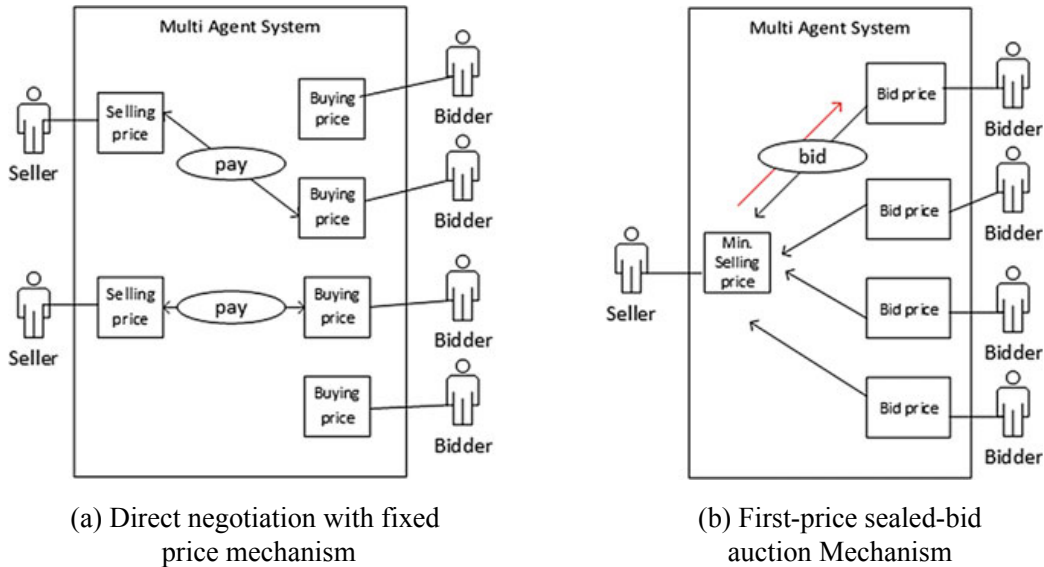 Multi Agent System
Buying
price
Bidder
Selling
price
Seller
pay
Buying
price
Bidder
Selling
price
Seller
pay
Buying
price
Bidder
Buying
price
Bidder
(a) Direct negotiation with fixed
price mechanism
Multi Agent System
Bid price
Bidder
bid
Bid price
Bidder
Min.
Selling
price
Seller
Bid price
Bidder
Bid price
Bidder
(b) First-price sealed-bid
auction Mechanism